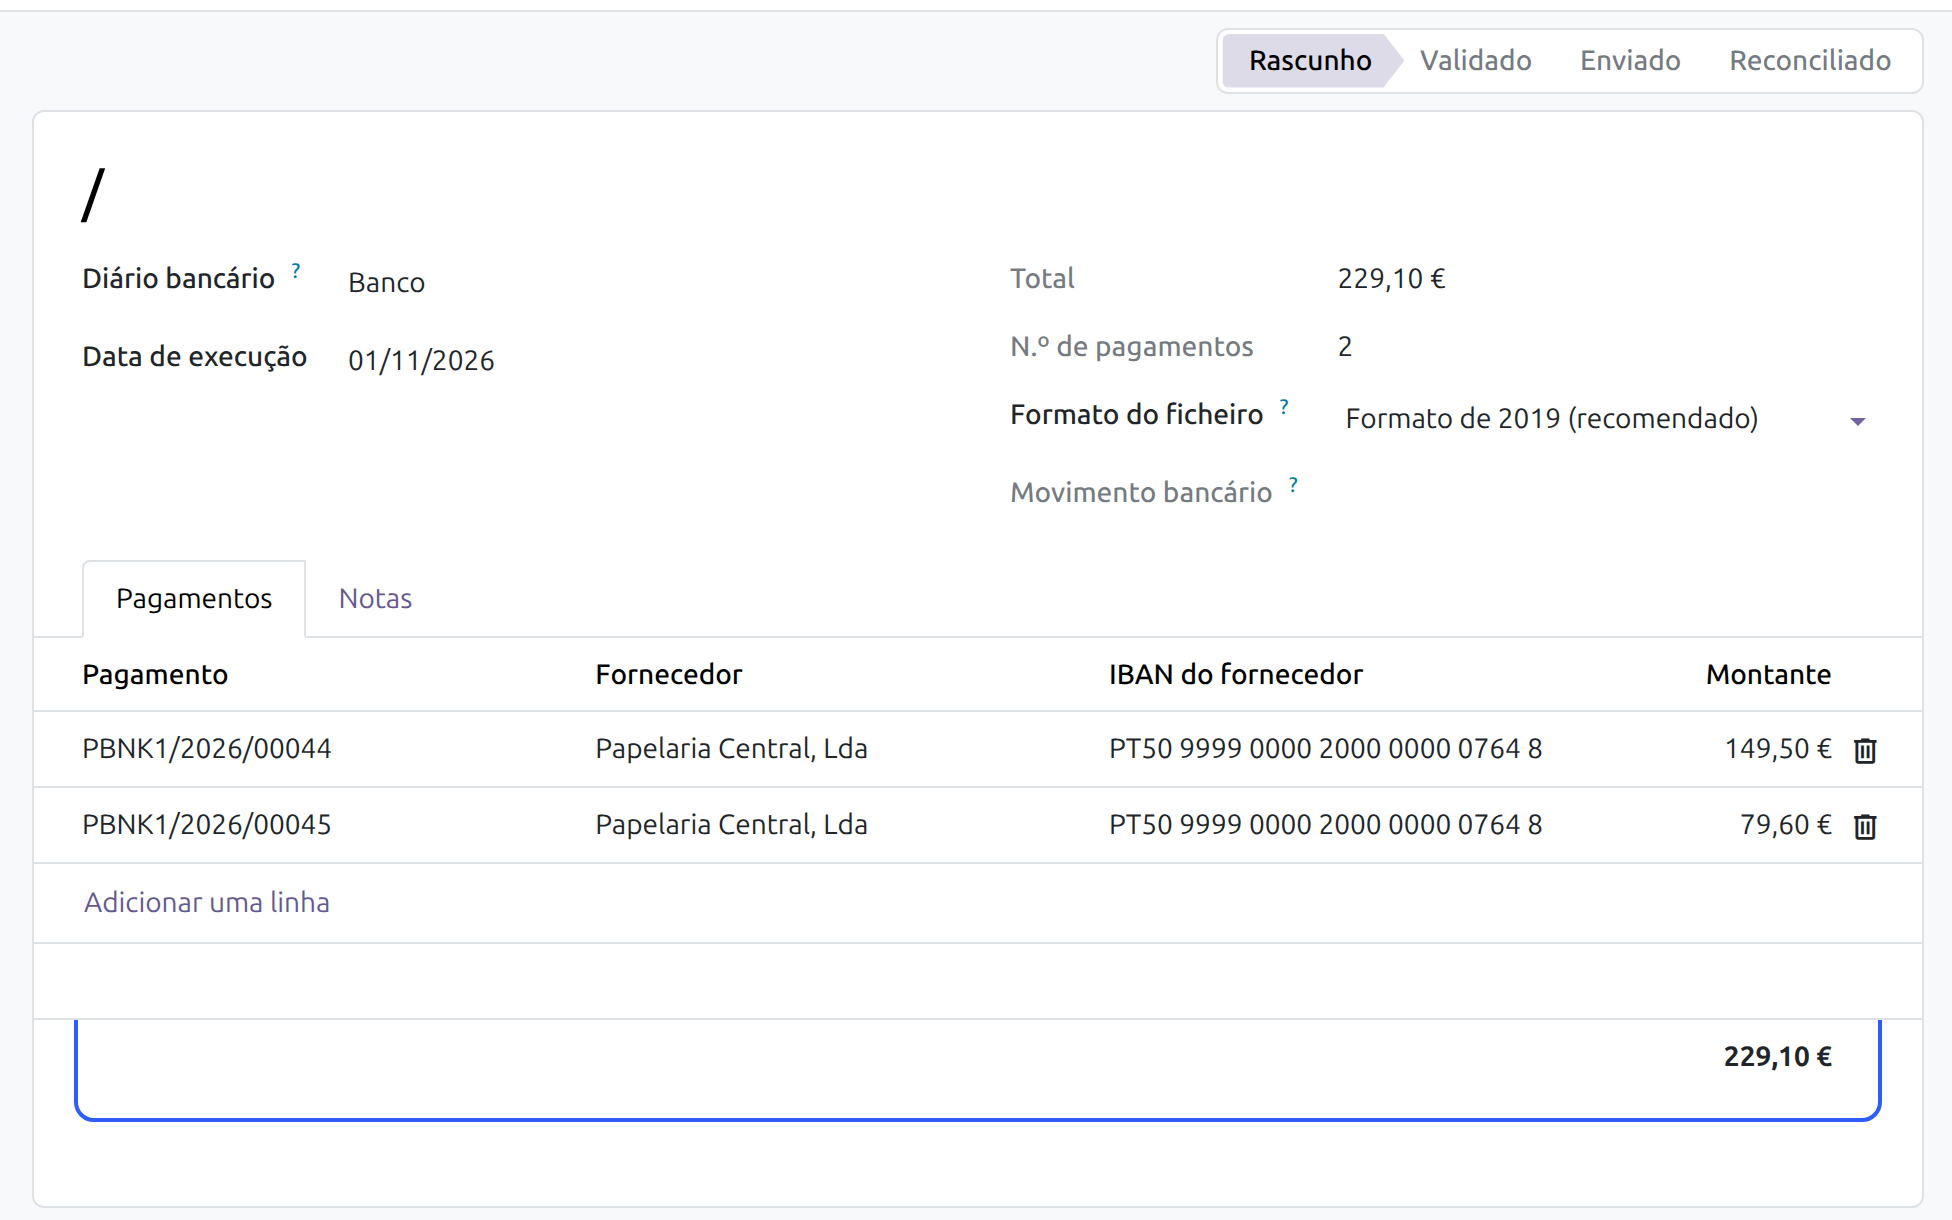 Rascunho Validado Enviado Reconciliado
/
Diário bancário ? Banco
Total 229,10 €
Data de execução 01/11/2026
N.º de pagamentos 2
Formato do ficheiro ? Formato de 2019 (recomendado)
Movimento bancário ?
Pagamentos Notas
Pagamento Fornecedor IBAN do fornecedor Montante
PBNK1/2026/00044 Papelaria Central, Lda PT50 9999 0000 2000 0000 0764 8 149,50 €
PBNK1/2026/00045 Papelaria Central, Lda PT50 9999 0000 2000 0000 0764 8 79,60 €
Adicionar uma linha
229,10 €